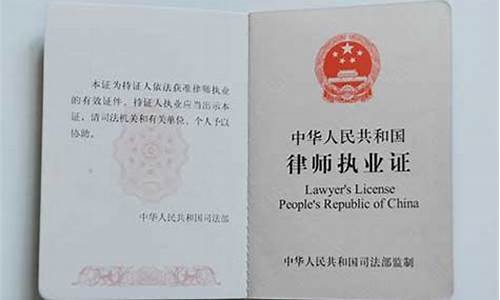 本证为持证人依法获准律师执业
的有效证件。持证人执业应当出示本
证，请司法机关和有关单位、个人予以
协助。
中华人民共和国司法部
中华人民共和国
律师执业证
Lawyer's License
People's Republic of China
中华人民共和国司法部监制